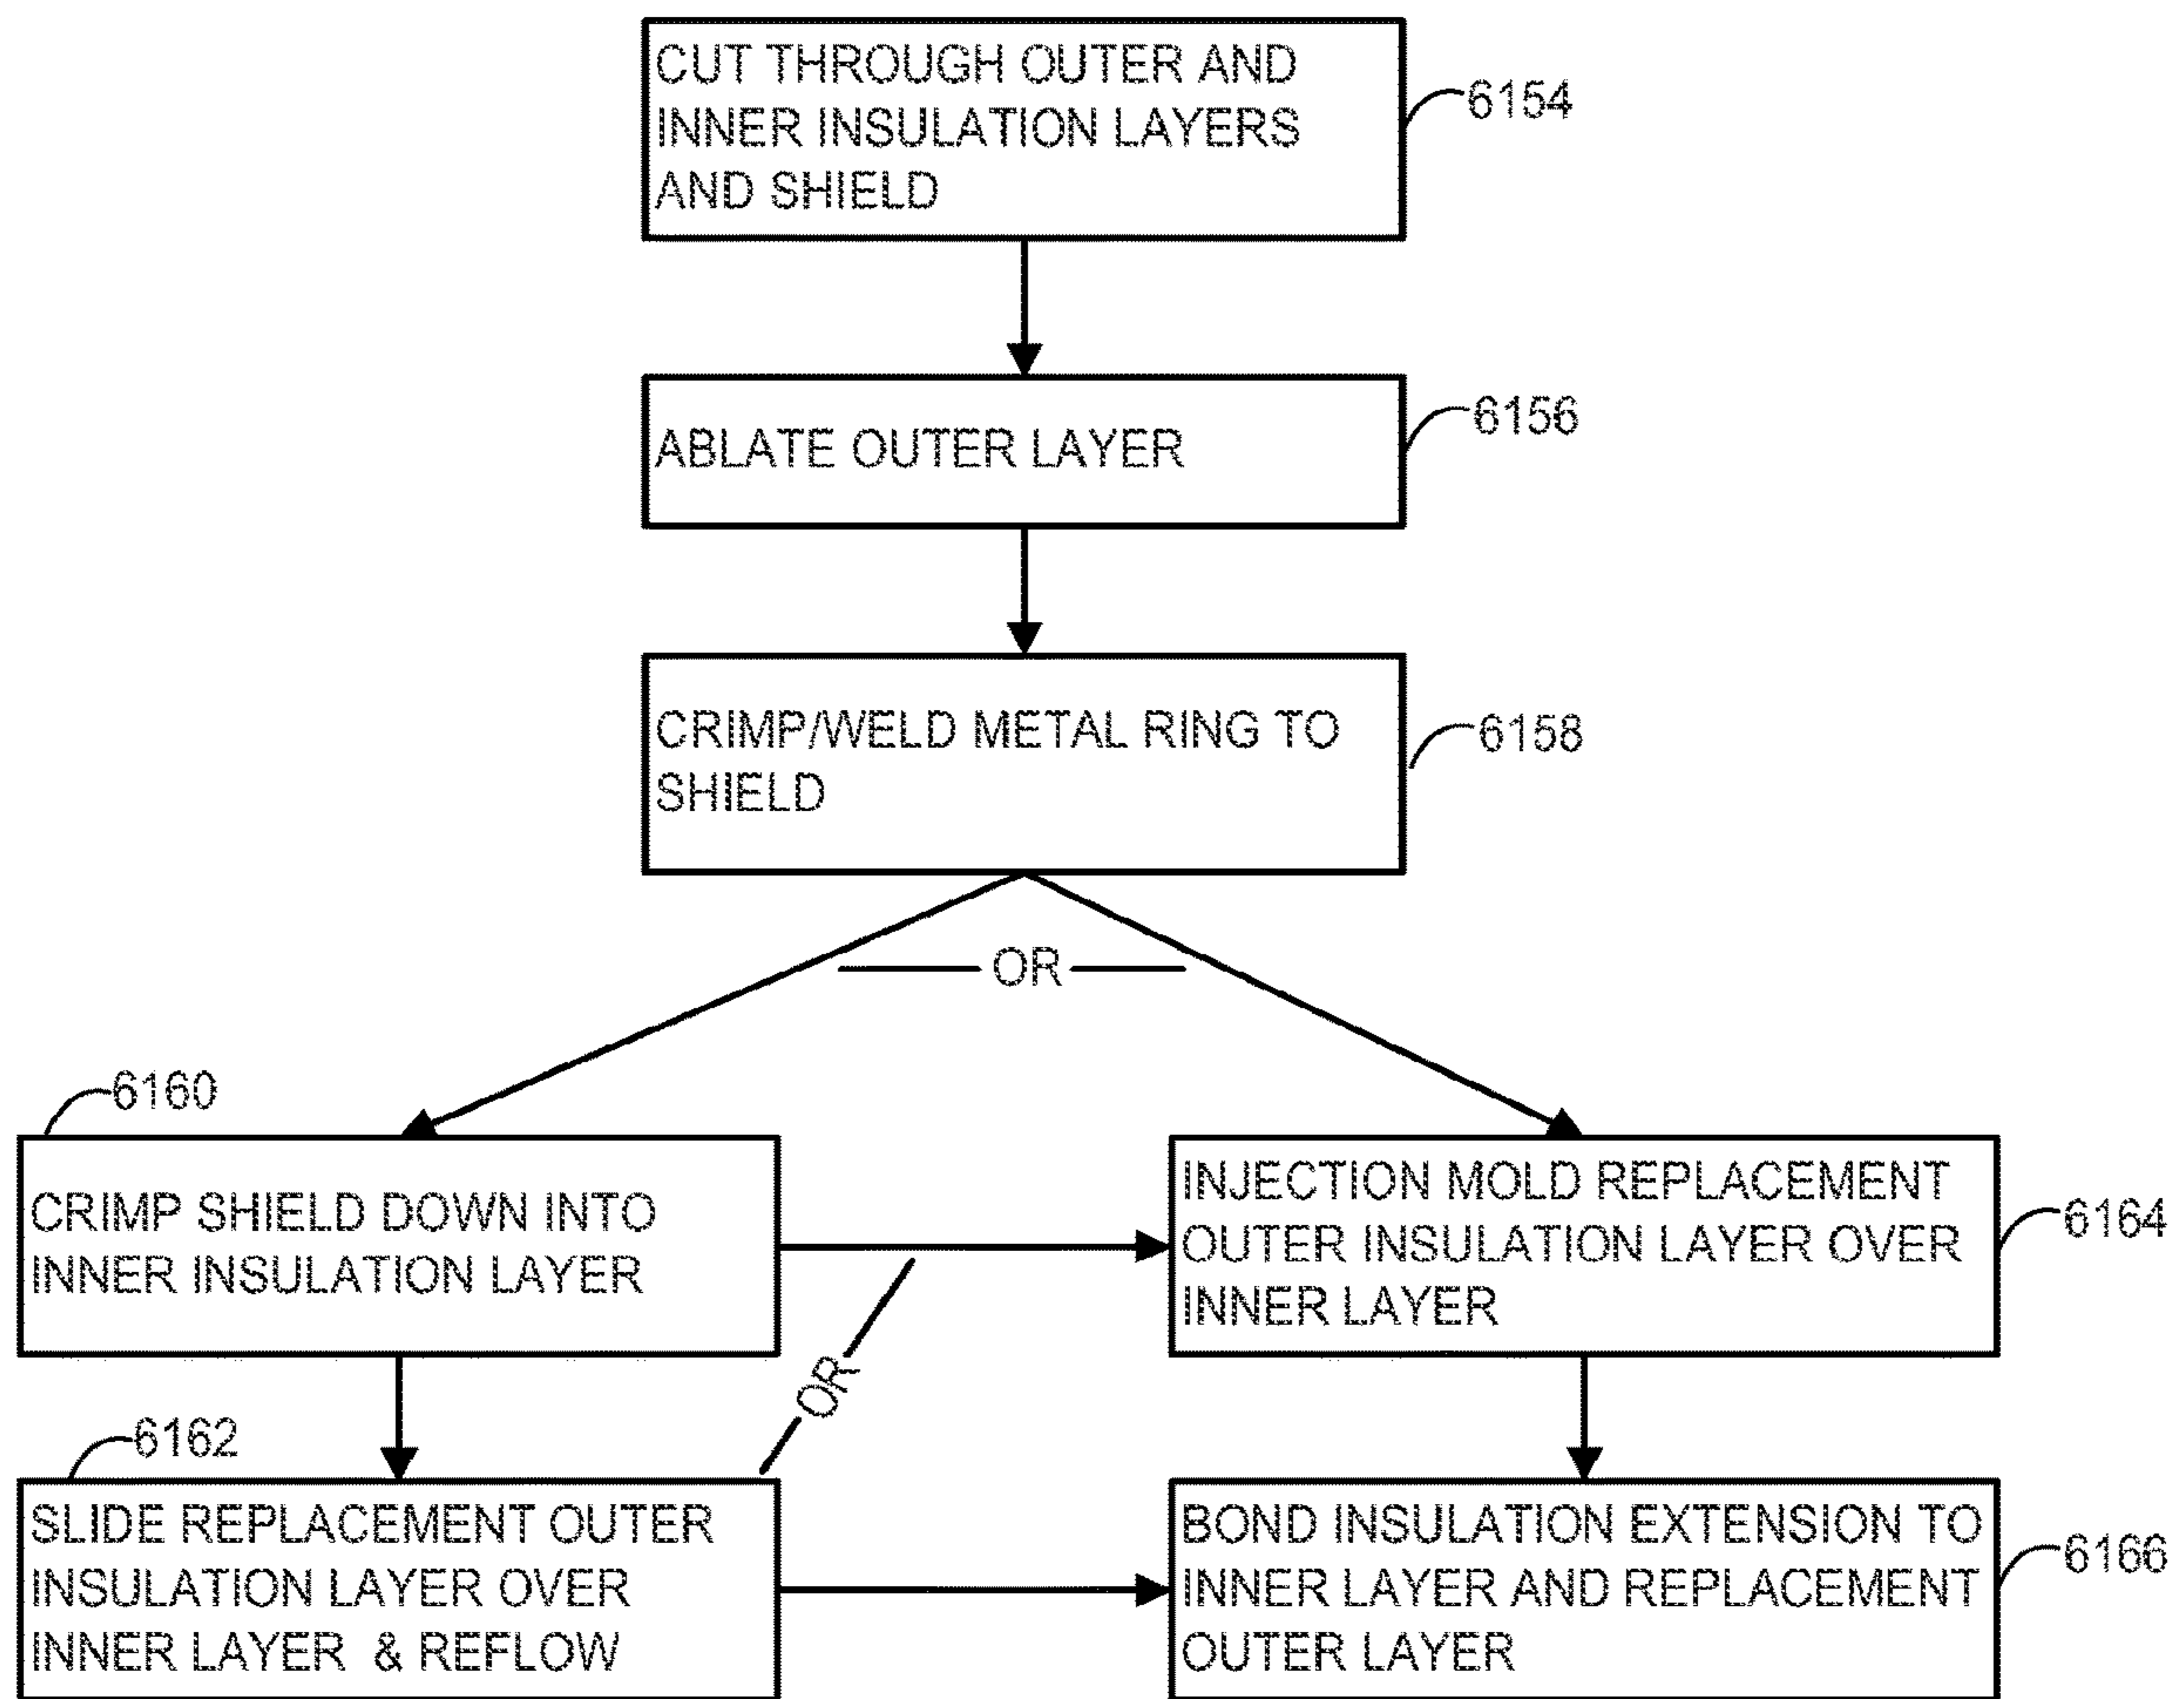 CUT THROUGH OUTER AND
INNER INSULATION LAYERS
AND SHIELD
6154
ABLATE OUTER LAYER
6156
CRIMP/WELD METAL RING TO
SHIELD
6158
OR
6160
CRIMP SHIELD DOWN INTO
INNER INSULATION LAYER
INJECTION MOLD REPLACEMENT
OUTER INSULATION LAYER OVER
INNER LAYER
6164
OR
6162
SLIDE REPLACEMENT OUTER
INSULATION LAYER OVER
INNER LAYER & REFLOW
BOND INSULATION EXTENSION TO
INNER LAYER AND REPLACEMENT
OUTER LAYER
6166